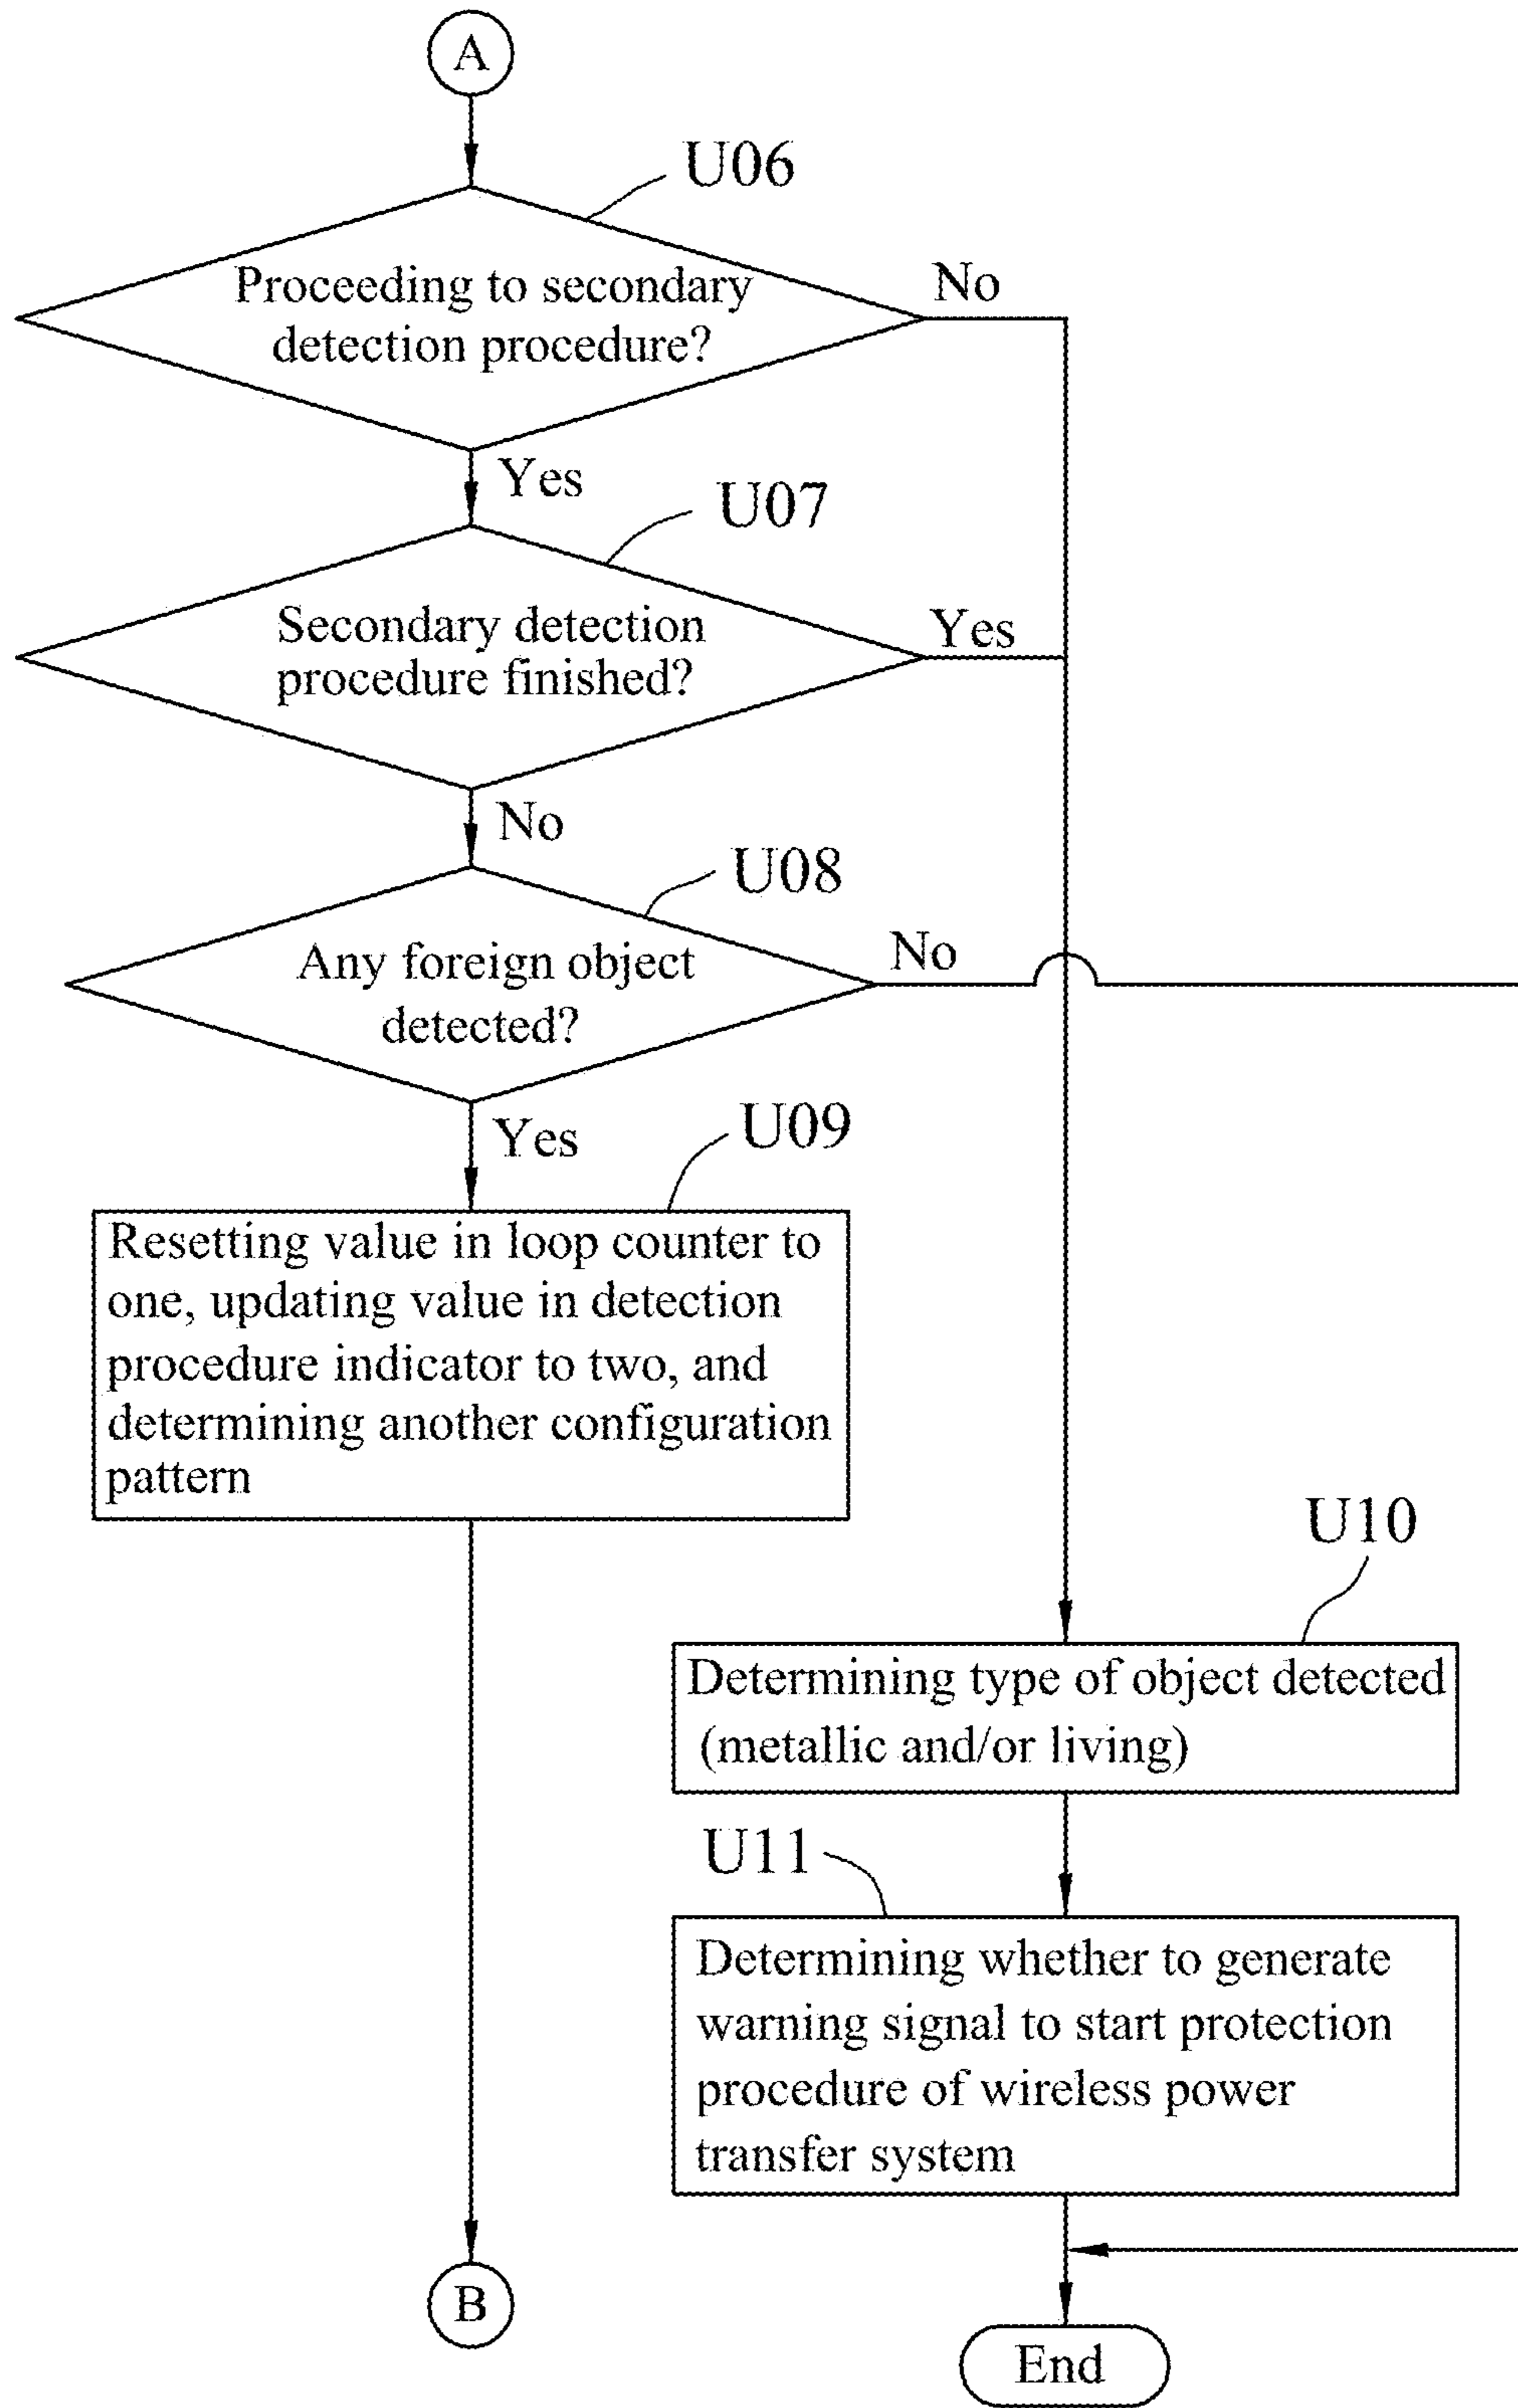 A
U06
Proceeding to secondary
detection procedure?
No
Yes
U07
Secondary detection
procedure finished?
Yes
No
U08
Any foreign object
detected?
No
Yes
U09
Resetting value in loop counter to
one, updating value in detection
procedure indicator to two, and
determining another configuration
pattern
U10
Determining type of object detected
(metallic and/or living)
U11
Determining whether to generate
warning signal to start protection
procedure of wireless power
transfer system
B
End